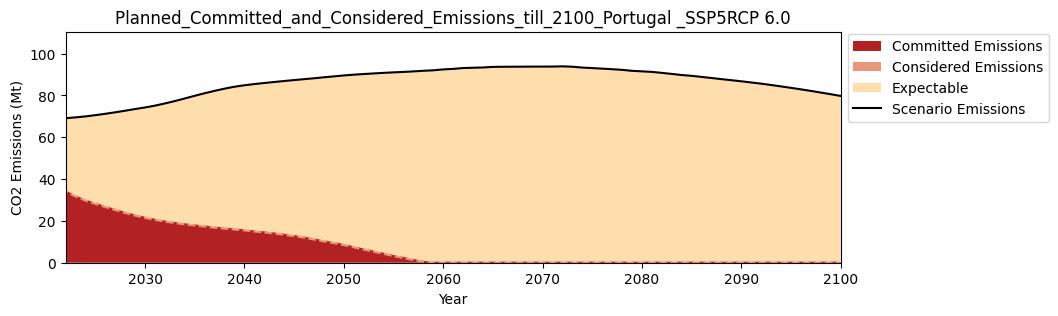 Planned_Committed_and_Considered_Emissions_till_2100_Portugal _SSP5RCP 6.0
Committed Emissions
Considered Emissions
Expectable
Scenario Emissions
CO2 Emissions (Mt)
100
80
60
40
20
0
2030 2040 2050 2060 2070 2080 2090 2100
Year